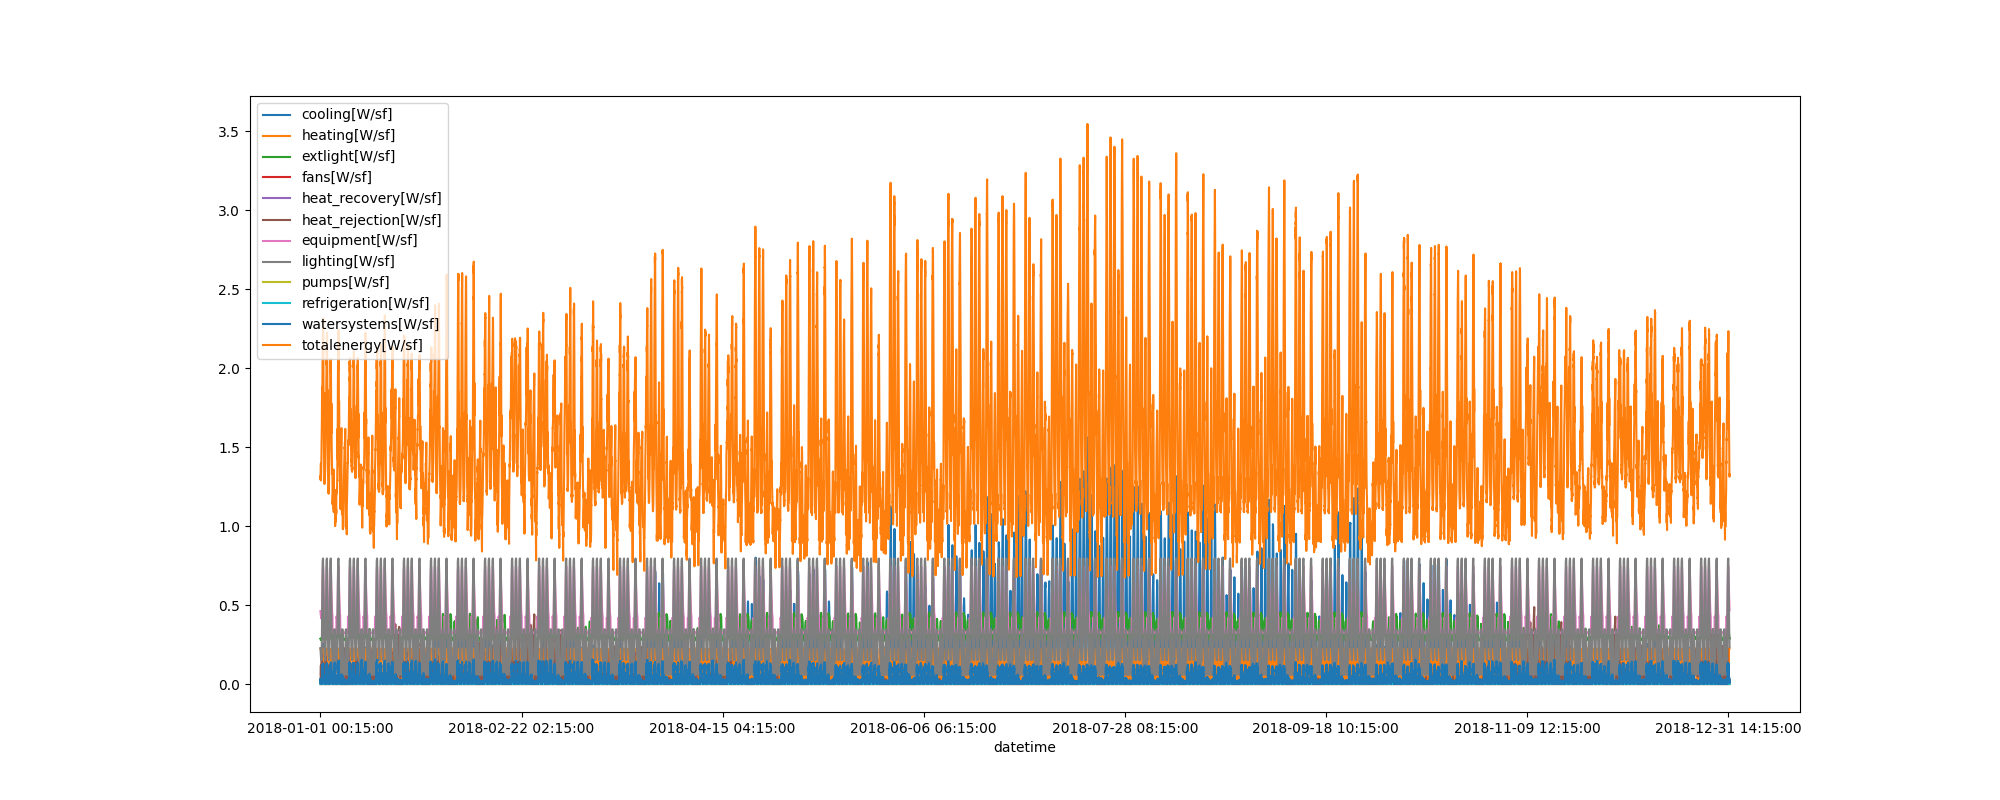 cooling[W/sf]
heating[W/sf]
extlight[W/sf]
fans[W/sf]
heat_recovery[W/sf]
heat_rejection[W/sf]
equipment[W/sf]
lighting[W/sf]
pumps[W/sf]
refrigeration[W/sf]
watersystems[W/sf]
totalenergy[W/sf]
3.5
3.0
2.5
2.0
1.5
1.0
0.5
0.0
2018-01-01 00:15:00 2018-02-22 02:15:00 2018-04-15 04:15:00 2018-06-06 06:15:00 2018-07-28 08:15:00 2018-09-18 10:15:00 2018-11-09 12:15:00 2018-12-31 14:15:00
datetime